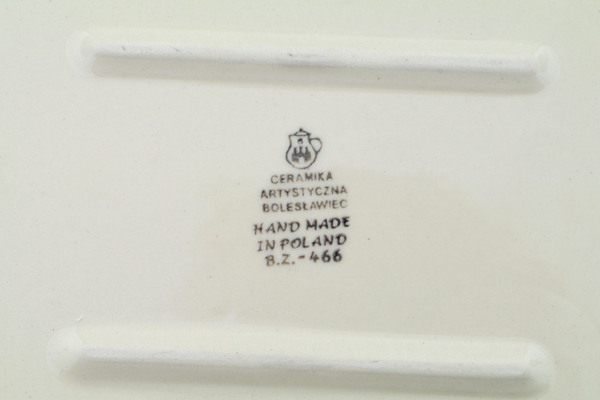 CERAMIKA
ARTYSTYCZNA
BOLESŁAWIEC
HAND MADE
IN POLAND
B.Z.-466